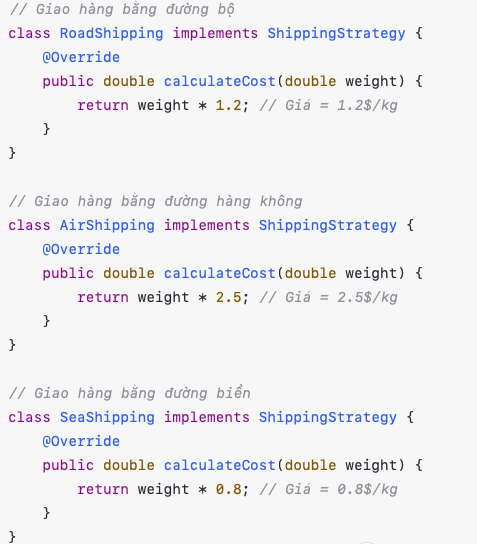 // Giao hàng bằng đường bộ
class RoadShipping implements ShippingStrategy {
    @Override
    public double calculateCost(double weight) {
        return weight * 1.2; // Giá = 1.2$/kg
    }
}

// Giao hàng bằng đường hàng không
class AirShipping implements ShippingStrategy {
    @Override
    public double calculateCost(double weight) {
        return weight * 2.5; // Giá = 2.5$/kg
    }
}

// Giao hàng bằng đường biển
class SeaShipping implements ShippingStrategy {
    @Override
    public double calculateCost(double weight) {
        return weight * 0.8; // Giá = 0.8$/kg
    }
}